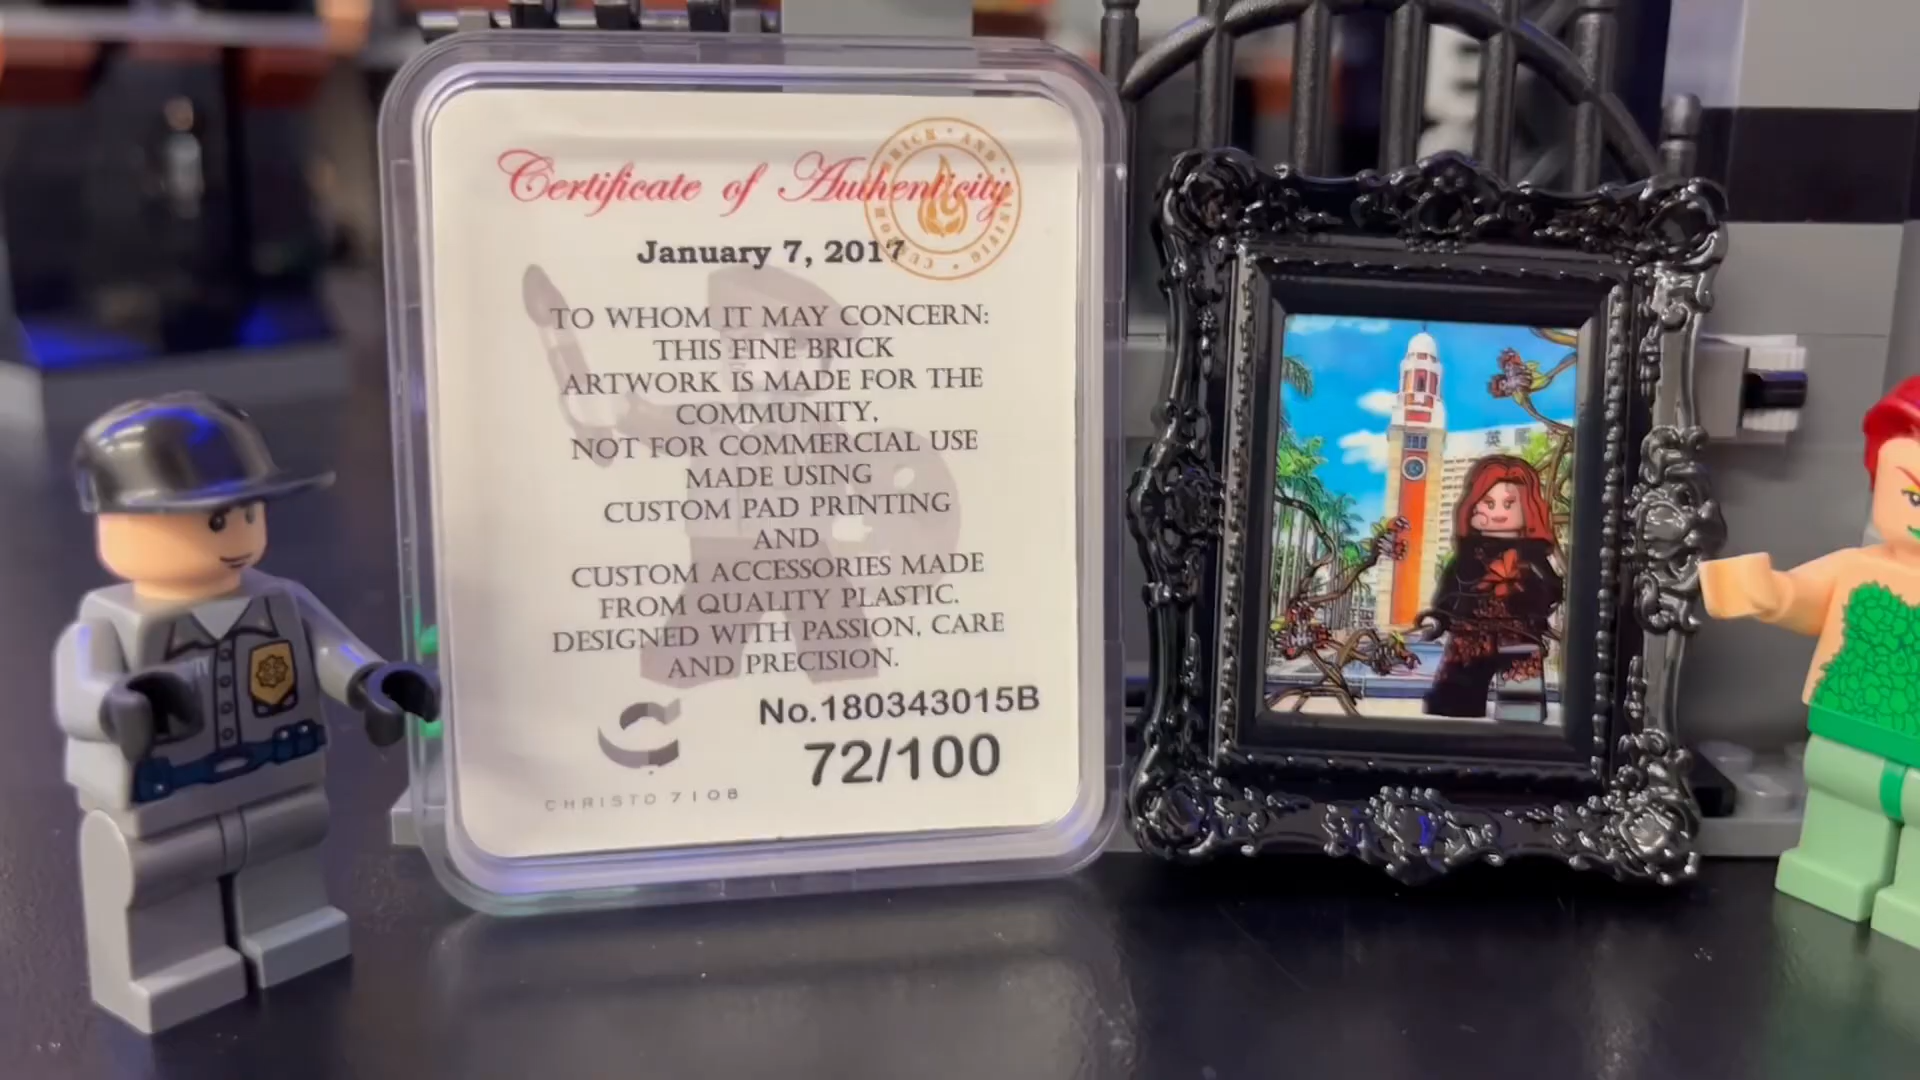 Certificate of Authenticity
January 7, 2017
TO WHOM IT MAY CONCERN:
THIS FINE BRICK
ARTWORK IS MADE FOR THE
COMMUNITY,
NOT FOR COMMERCIAL USE
MADE USING
CUSTOM PAD PRINTING
AND
CUSTOM ACCESSORIES MADE
FROM QUALITY PLASTIC.
DESIGNED WITH PASSION, CARE
AND PRECISION.
No.180343015B
72/100
CHRISTO 7108